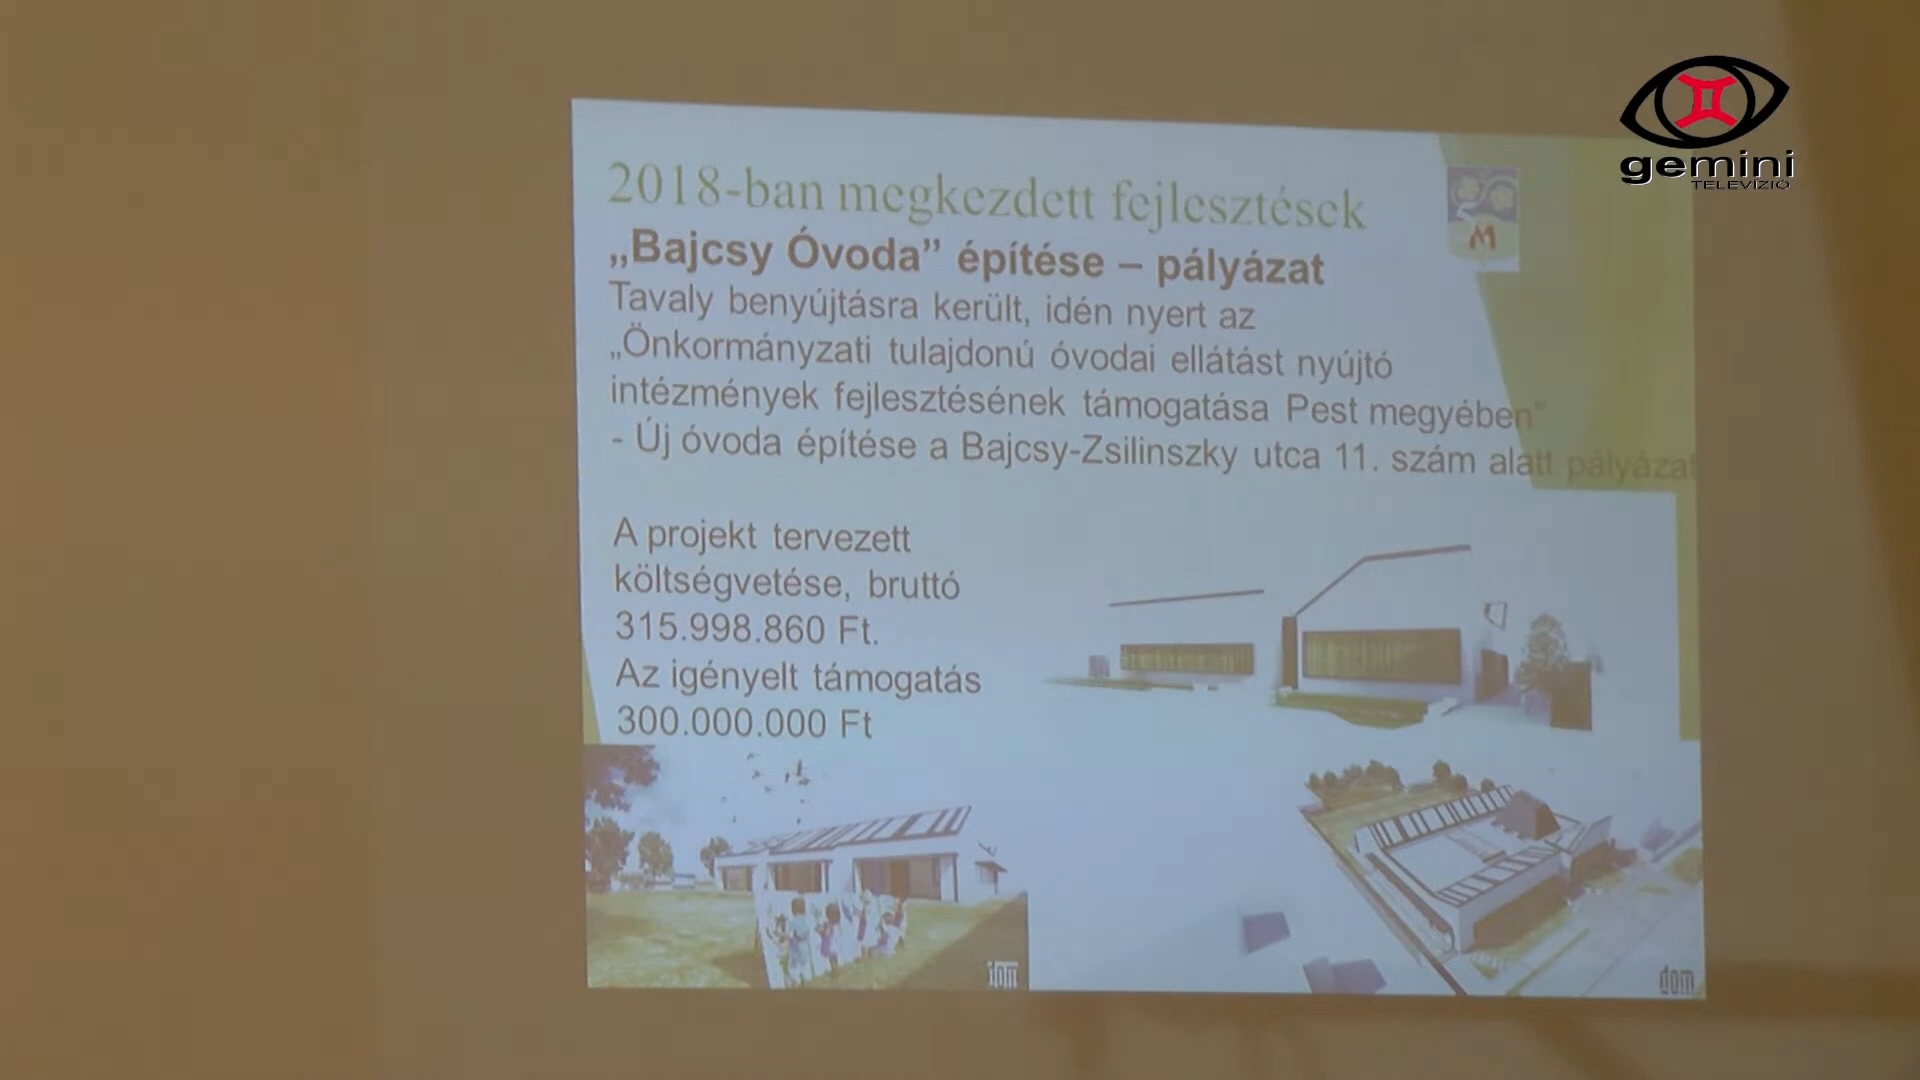 gemini
TELEVÍZIÓ
2018-ban megkezdett fejlesztések
M
„Bajcsy Óvoda” építése – pályázat
Tavaly benyújtásra került, idén nyert az
„Önkormányzati tulajdonú óvodai ellátást nyújtó
intézmények fejlesztésének támogatása Pest megyében”
- Új óvoda építése a Bajcsy-Zsilinszky utca 11. szám alatt pályázat
A projekt tervezett
költségvetése, bruttó
315.998.860 Ft.
Az igényelt támogatás
300.000.000 Ft
dom